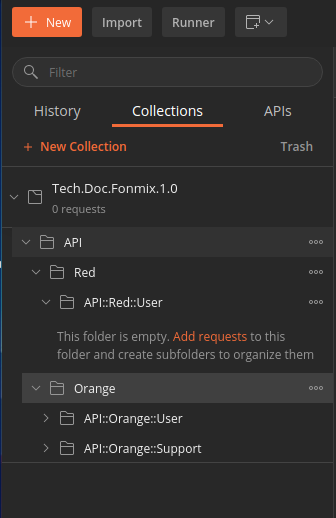 + New Import Runner
Filter
History Collections APIs
+ New Collection Trash
Tech.Doc.Fonmix.1.0
0 requests
API
Red
API::Red::User
This folder is empty. Add requests to this
folder and create subfolders to organize them
Orange
API::Orange::User
API::Orange::Support